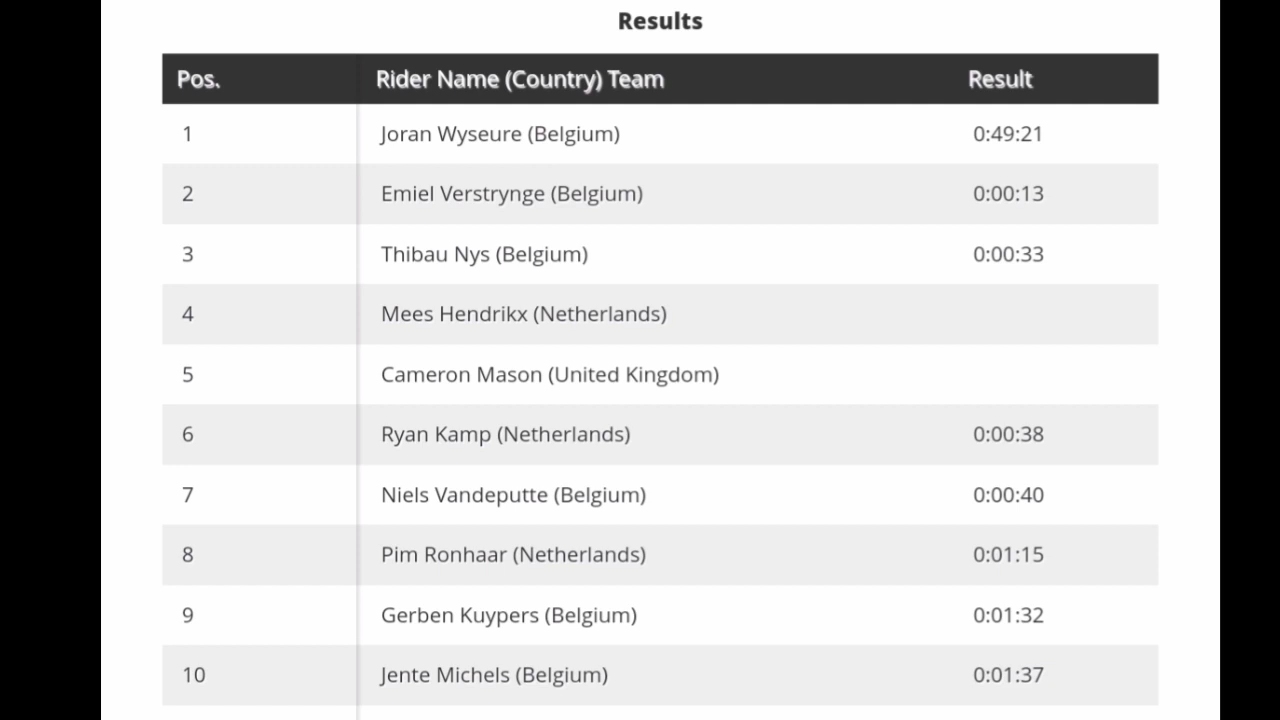 Results
Pos. Rider Name (Country) Team Result
1 Joran Wyseure (Belgium) 0:49:21
2 Emiel Verstrynge (Belgium) 0:00:13
3 Thibau Nys (Belgium) 0:00:33
4 Mees Hendrikx (Netherlands)
5 Cameron Mason (United Kingdom)
6 Ryan Kamp (Netherlands) 0:00:38
7 Niels Vandeputte (Belgium) 0:00:40
8 Pim Ronhaar (Netherlands) 0:01:15
9 Gerben Kuypers (Belgium) 0:01:32
10 Jente Michels (Belgium) 0:01:37